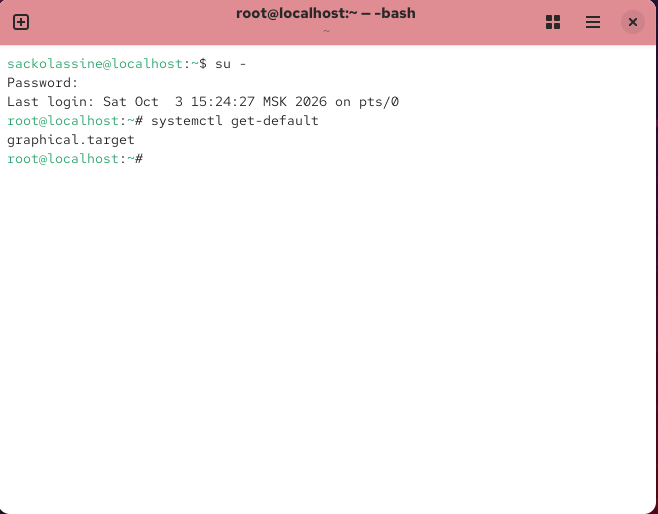 root@localhost:~ — -bash
~
sackolassine@localhost:~$ su -
Password:
Last login: Sat Oct  3 15:24:27 MSK 2026 on pts/0
root@localhost:~# systemctl get-default
graphical.target
root@localhost:~#